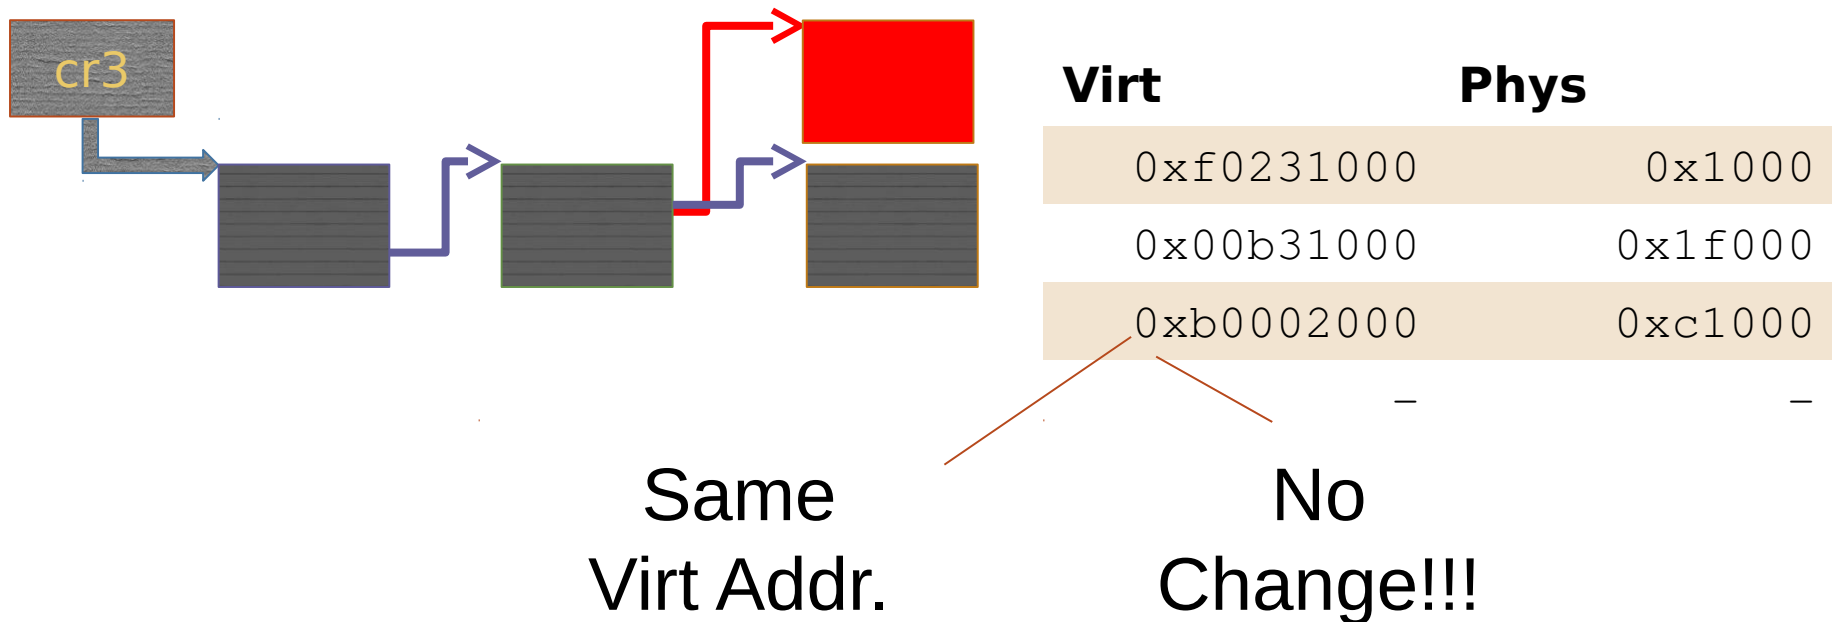 cr3
Virt Phys
0xf0231000 0x1000
0x00b31000 0x1f000
0xb0002000 0xc1000
– –
Same
Virt Addr.
No
Change!!!